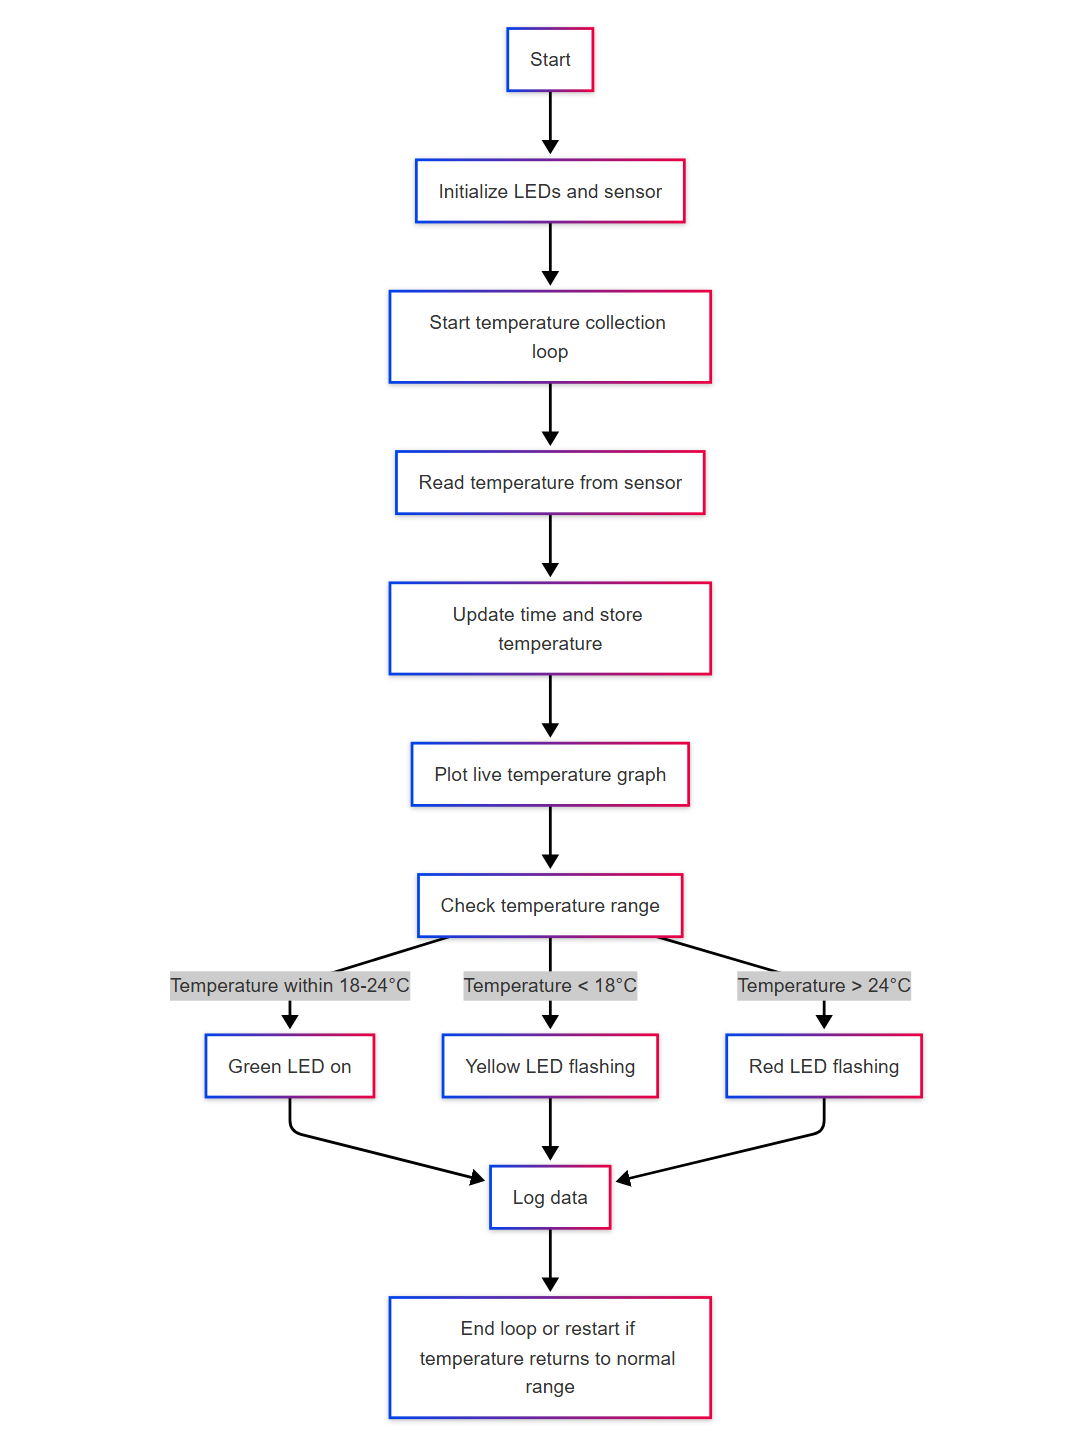 Start
Initialize LEDs and sensor
Start temperature collection
loop
Read temperature from sensor
Update time and store
temperature
Plot live temperature graph
Check temperature range
Temperature within 18-24°C
Temperature < 18°C
Temperature > 24°C
Green LED on
Yellow LED flashing
Red LED flashing
Log data
End loop or restart if
temperature returns to normal
range